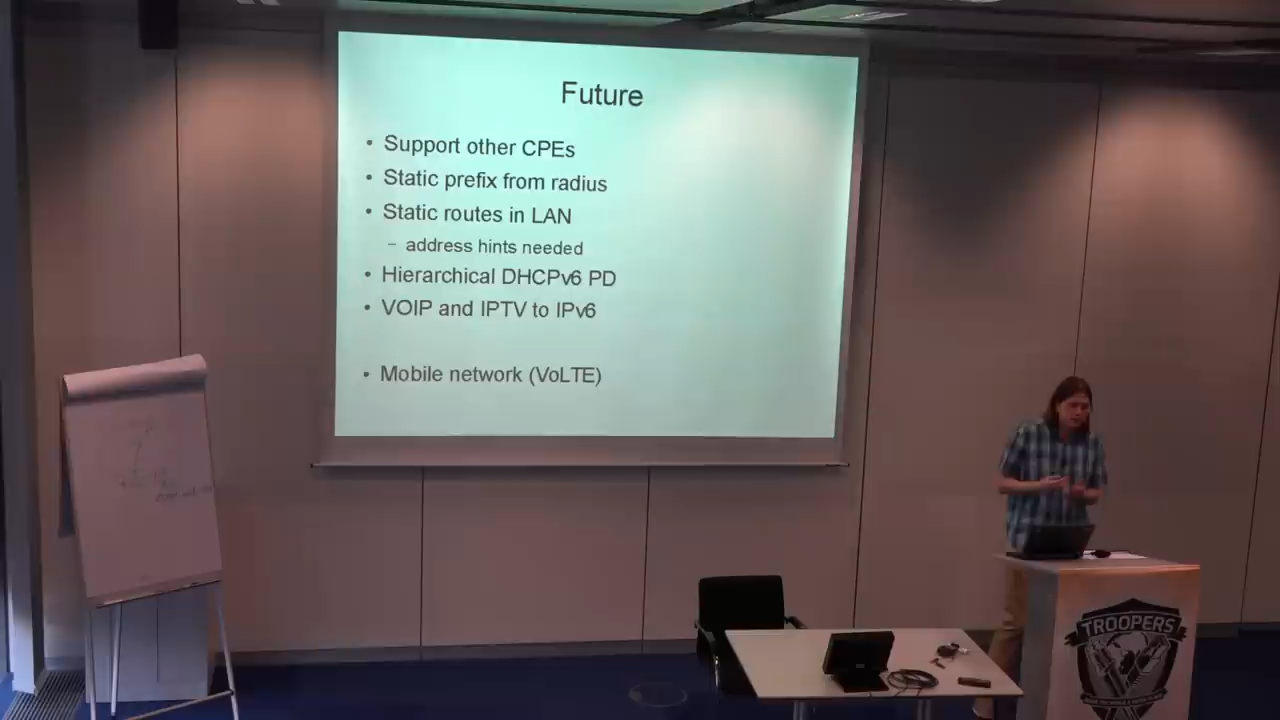 Future
• Support other CPEs
• Static prefix from radius
• Static routes in LAN
– address hints needed
• Hierarchical DHCPv6 PD
• VOIP and IPTV to IPv6
• Mobile network (VoLTE)
TROOPERS